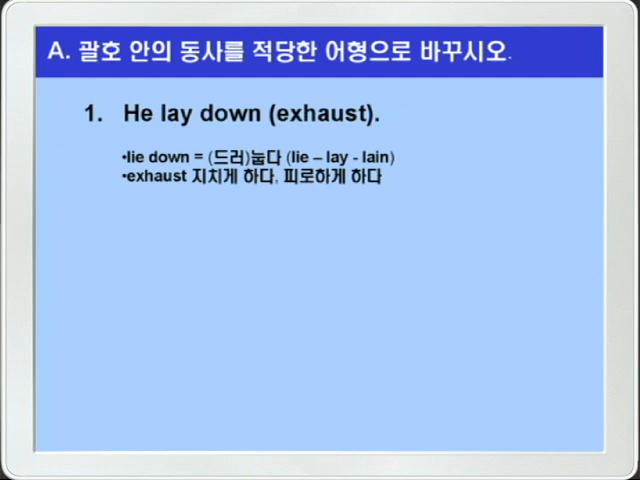 A. 괄호 안의 동사를 적당한 어형으로 바꾸시오.
1. He lay down (exhaust).
•lie down = (드러)눕다 (lie – lay - lain)
•exhaust 지치게 하다, 피로하게 하다